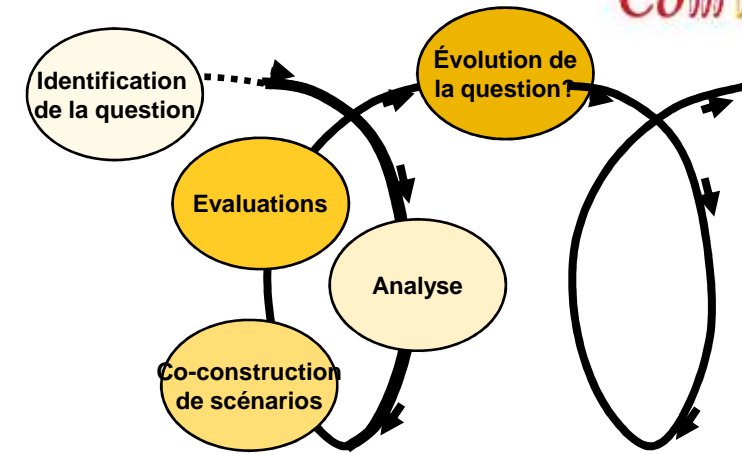 Identification
de la question
Évolution de
la question?
Evaluations
Analyse
Co-construction
de scénarios